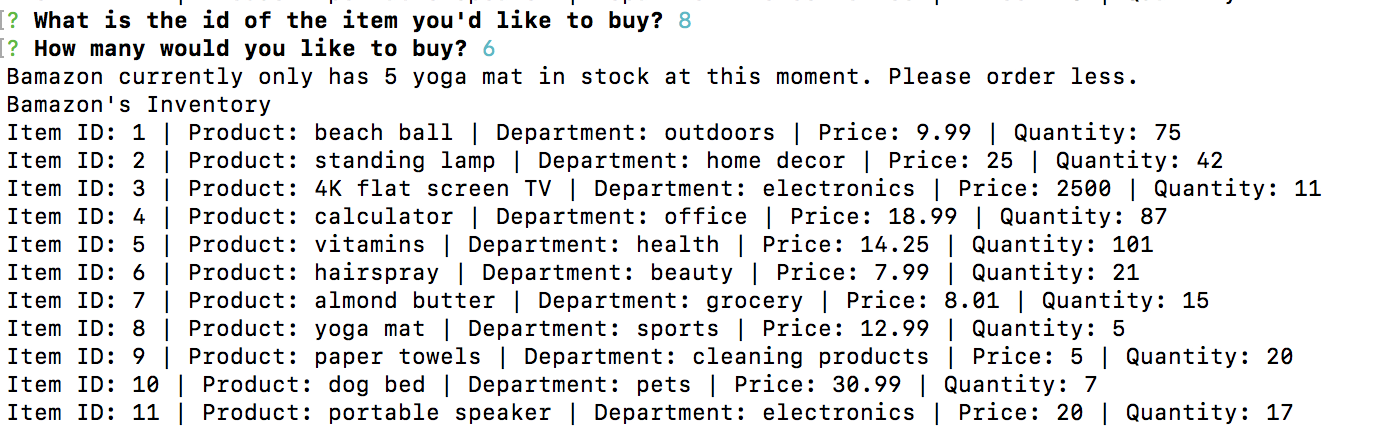 ? What is the id of the item you'd like to buy? 8
? How many would you like to buy? 6
Bamazon currently only has 5 yoga mat in stock at this moment. Please order less.
Bamazon's Inventory
Item ID: 1 | Product: beach ball | Department: outdoors | Price: 9.99 | Quantity: 75
Item ID: 2 | Product: standing lamp | Department: home decor | Price: 25 | Quantity: 42
Item ID: 3 | Product: 4K flat screen TV | Department: electronics | Price: 2500 | Quantity: 11
Item ID: 4 | Product: calculator | Department: office | Price: 18.99 | Quantity: 87
Item ID: 5 | Product: vitamins | Department: health | Price: 14.25 | Quantity: 101
Item ID: 6 | Product: hairspray | Department: beauty | Price: 7.99 | Quantity: 21
Item ID: 7 | Product: almond butter | Department: grocery | Price: 8.01 | Quantity: 15
Item ID: 8 | Product: yoga mat | Department: sports | Price: 12.99 | Quantity: 5
Item ID: 9 | Product: paper towels | Department: cleaning products | Price: 5 | Quantity: 20
Item ID: 10 | Product: dog bed | Department: pets | Price: 30.99 | Quantity: 7
Item ID: 11 | Product: portable speaker | Department: electronics | Price: 20 | Quantity: 17